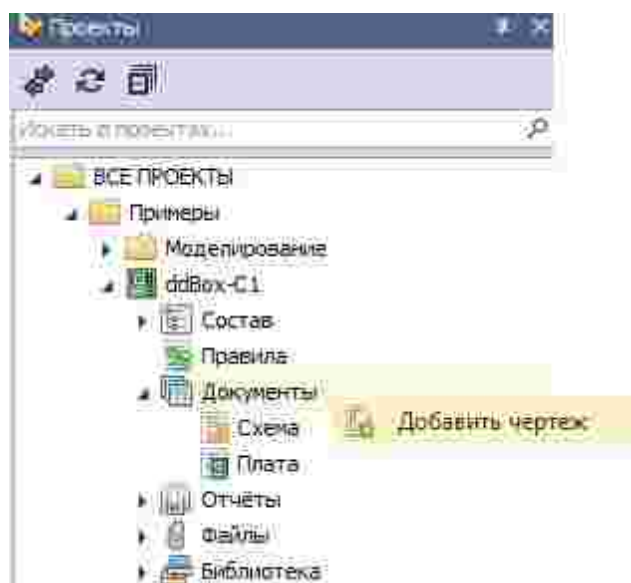 Проекты
Искать в проектах...
ВСЕ ПРОЕКТЫ
Примеры
Моделирование
ddBox-C1
Состав
Правила
Документы
Схема
Добавить чертеж
Плата
Отчёты
Файлы
Библиотека